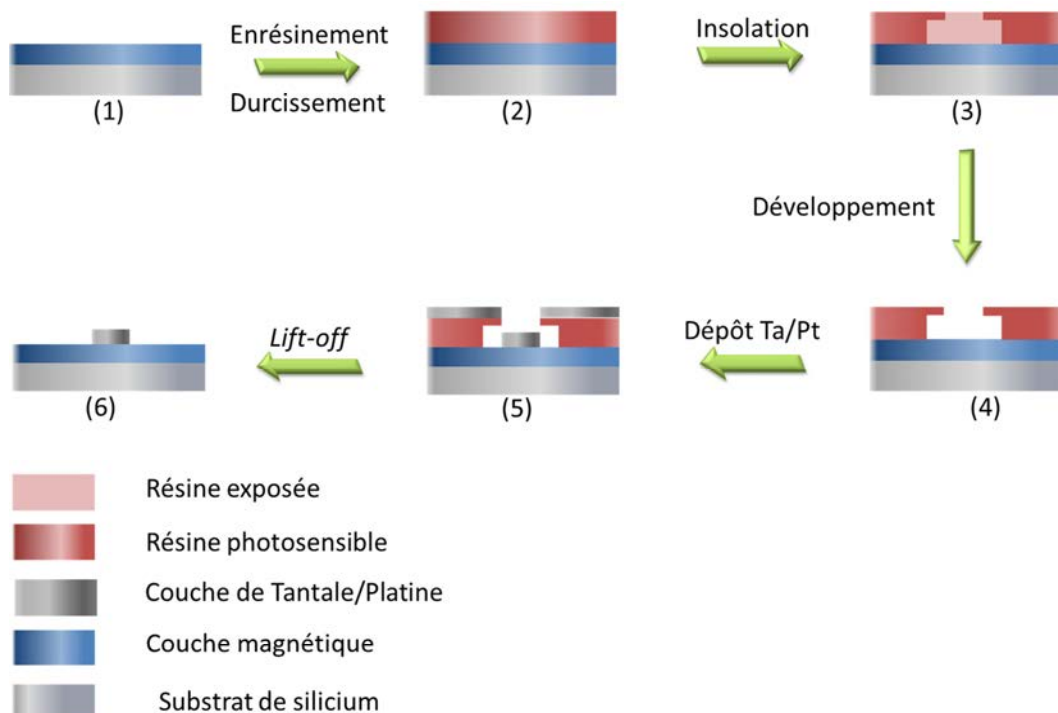 Enrésinement
Durcissement
Insolation
(1)
(2)
(3)
Développement
Lift-off
Dépôt Ta/Pt
(6)
(5)
(4)
Résine exposée
Résine photosensible
Couche de Tantale/Platine
Couche magnétique
Substrat de silicium